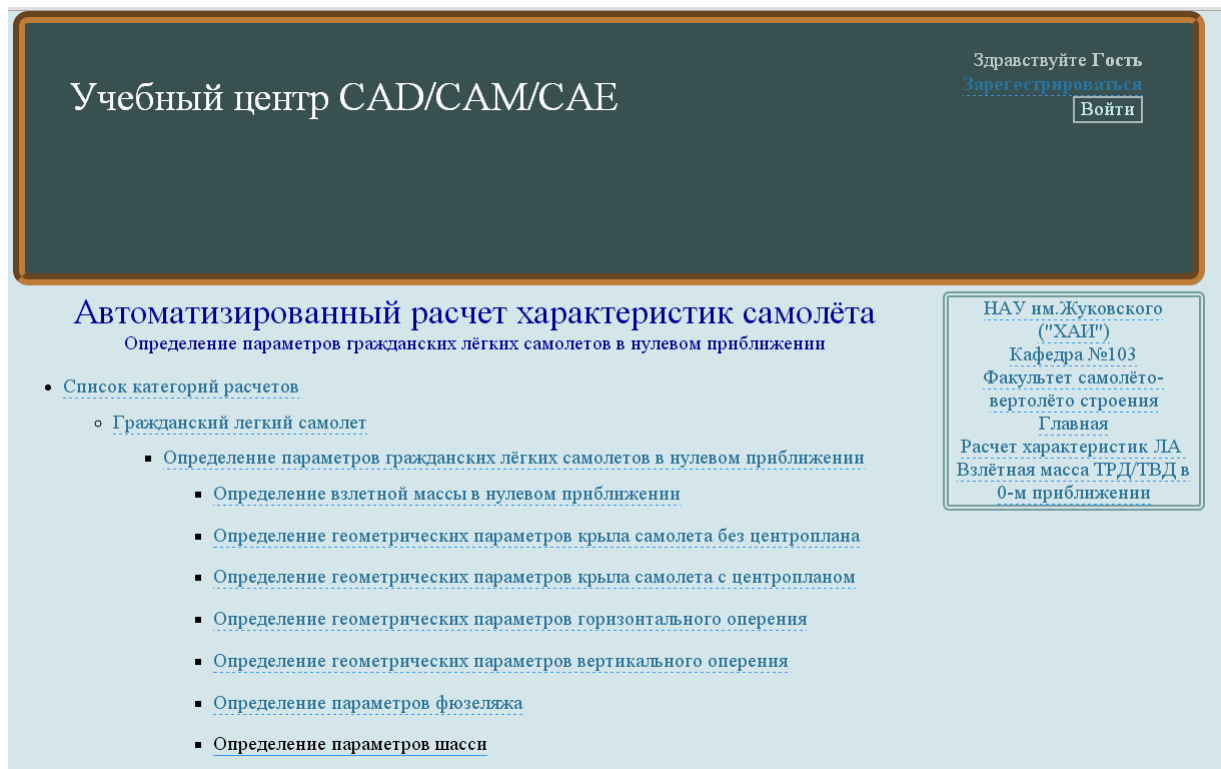 Здравствуйте Гость
Зарегестрироваться
Войти
Учебный центр CAD/CAM/CAE
Автоматизированный расчет характеристик самолёта
Определение параметров гражданских лёгких самолетов в нулевом приближении
Список категорий расчетов
Гражданский легкий самолет
Определение параметров гражданских лёгких самолетов в нулевом приближении
Определение взлетной массы в нулевом приближении
Определение геометрических параметров крыла самолета без центроплана
Определение геометрических параметров крыла самолета с центропланом
Определение геометрических параметров горизонтального оперения
Определение геометрических параметров вертикального оперения
Определение параметров фюзеляжа
Определение параметров шасси
НАУ им.Жуковского
("ХАИ")
Кафедра №103
Факультет самолёто-
вертолёто строения
Главная
Расчет характеристик ЛА
Взлётная масса ТРД/ТВД в
0-м приближении